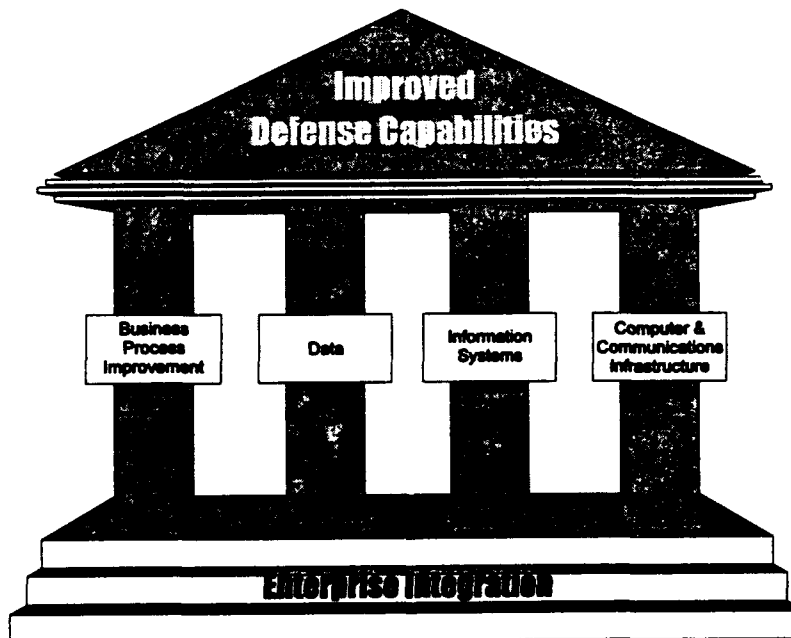 Improved
Defense Capabilities
Business
Process
Improvement
Data
Information
Systems
Computer &
Communications
Infrastructure
Enterprise Integration